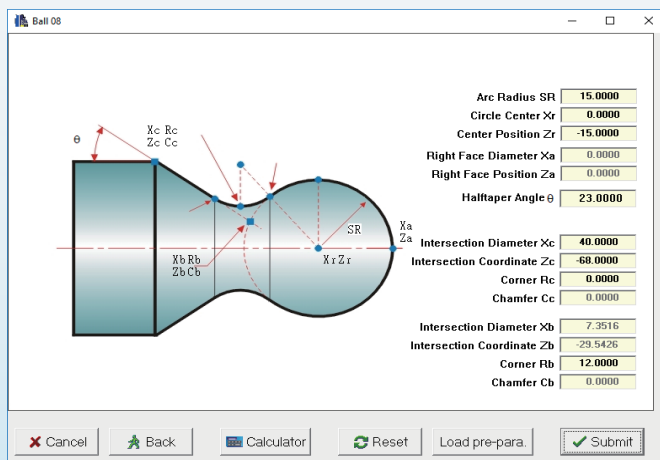 Ball 08
θ
Xc Rc
Zc Cc
SR
Xa
Za
XrZr
XbRb
ZbCb
Arc Radius SR 15.0000
Circle Center Xr 0.0000
Center Position Zr -15.0000
Right Face Diameter Xa 0.0000
Right Face Position Za 0.0000
Halftaper Angle θ 23.0000
Intersection Diameter Xc 40.0000
Intersection Coordinate Zc -68.0000
Corner Rc 0.0000
Chamfer Cc 0.0000
Intersection Diameter Xb 7.3516
Intersection Coordinate Zb -29.5426
Corner Rb 12.0000
Chamfer Cb 0.0000
Cancel Back Calculator Reset Load pre-para. Submit